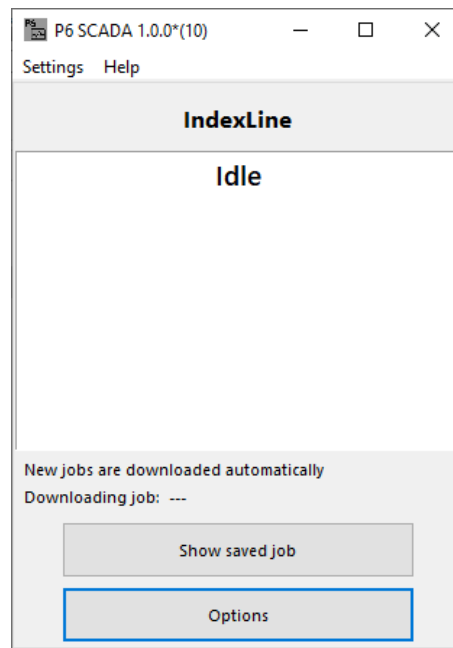 P6 SCADA 1.0.0*(10)
Settings Help
IndexLine
Idle
New jobs are downloaded automatically
Downloading job: ---
Show saved job
Options